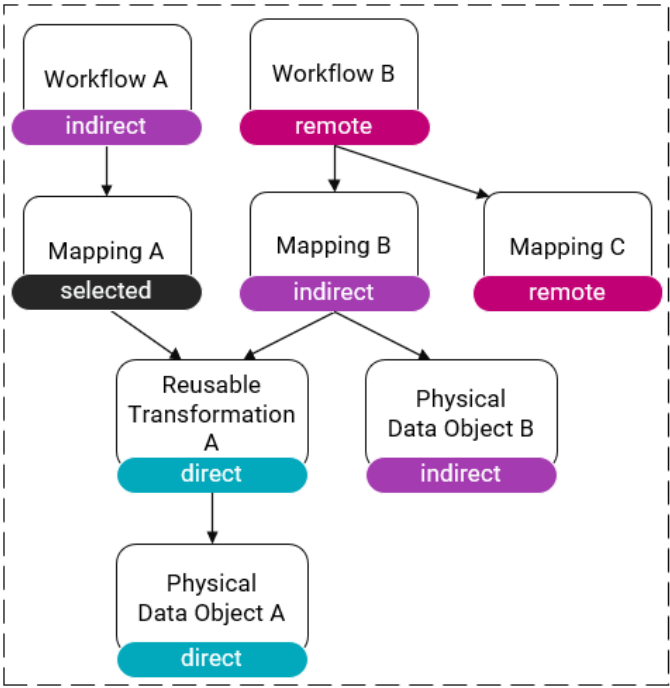 Workflow A
indirect
Workflow B
remote
Mapping A
selected
Mapping B
indirect
Mapping C
remote
Reusable
Transformation
A
direct
Physical
Data Object B
indirect
Physical
Data Object A
direct